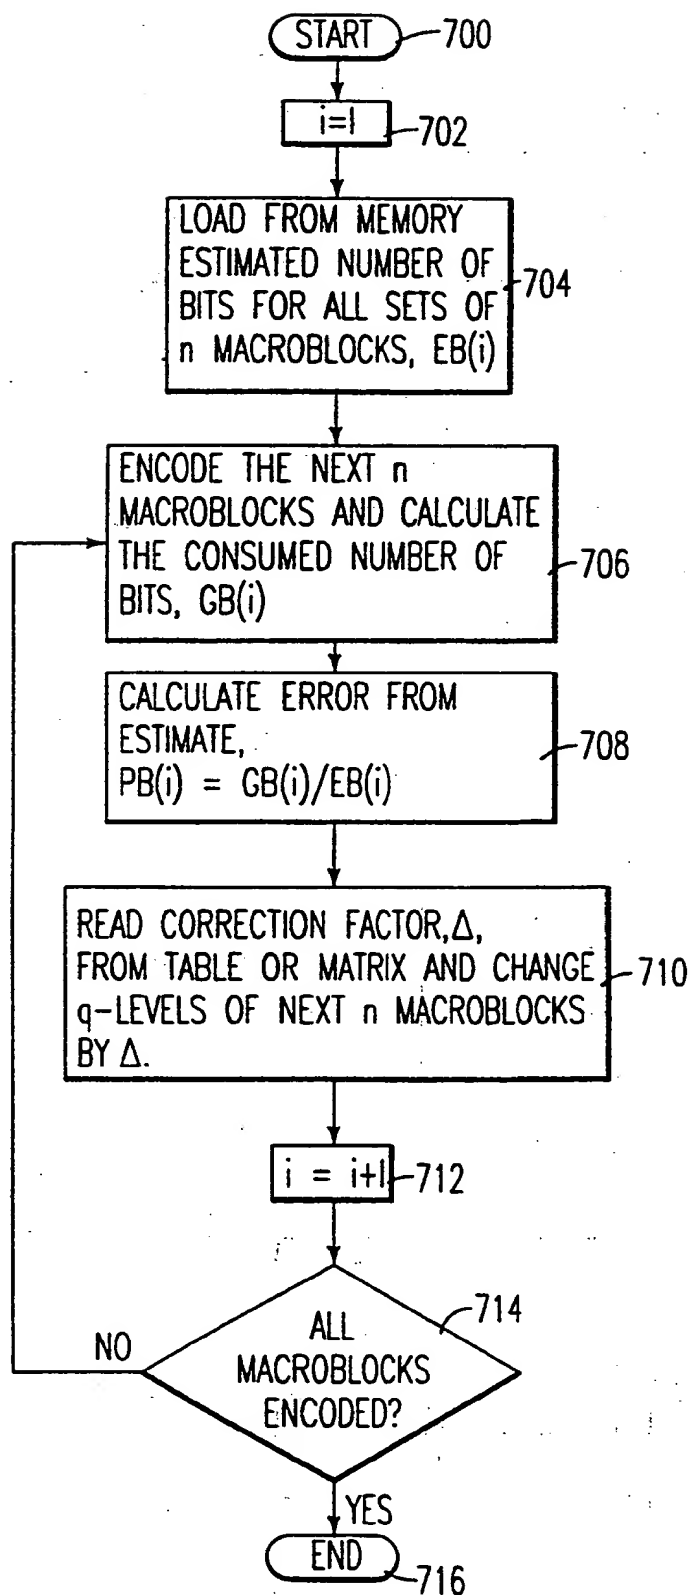 START
700
i=1
702
LOAD FROM MEMORY
ESTIMATED NUMBER OF
BITS FOR ALL SETS OF
n MACROBLOCKS, EB(i)
704
ENCODE THE NEXT n
MACROBLOCKS AND CALCULATE
THE CONSUMED NUMBER OF
BITS, GB(i)
706
CALCULATE ERROR FROM
ESTIMATE,
PB(i) = GB(i)/EB(i)
708
READ CORRECTION FACTOR,Δ,
FROM TABLE OR MATRIX AND CHANGE
q-LEVELS OF NEXT n MACROBLOCKS
BY Δ.
710
i = i+1
712
714
ALL
MACROBLOCKS
ENCODED?
NO
YES
END
716